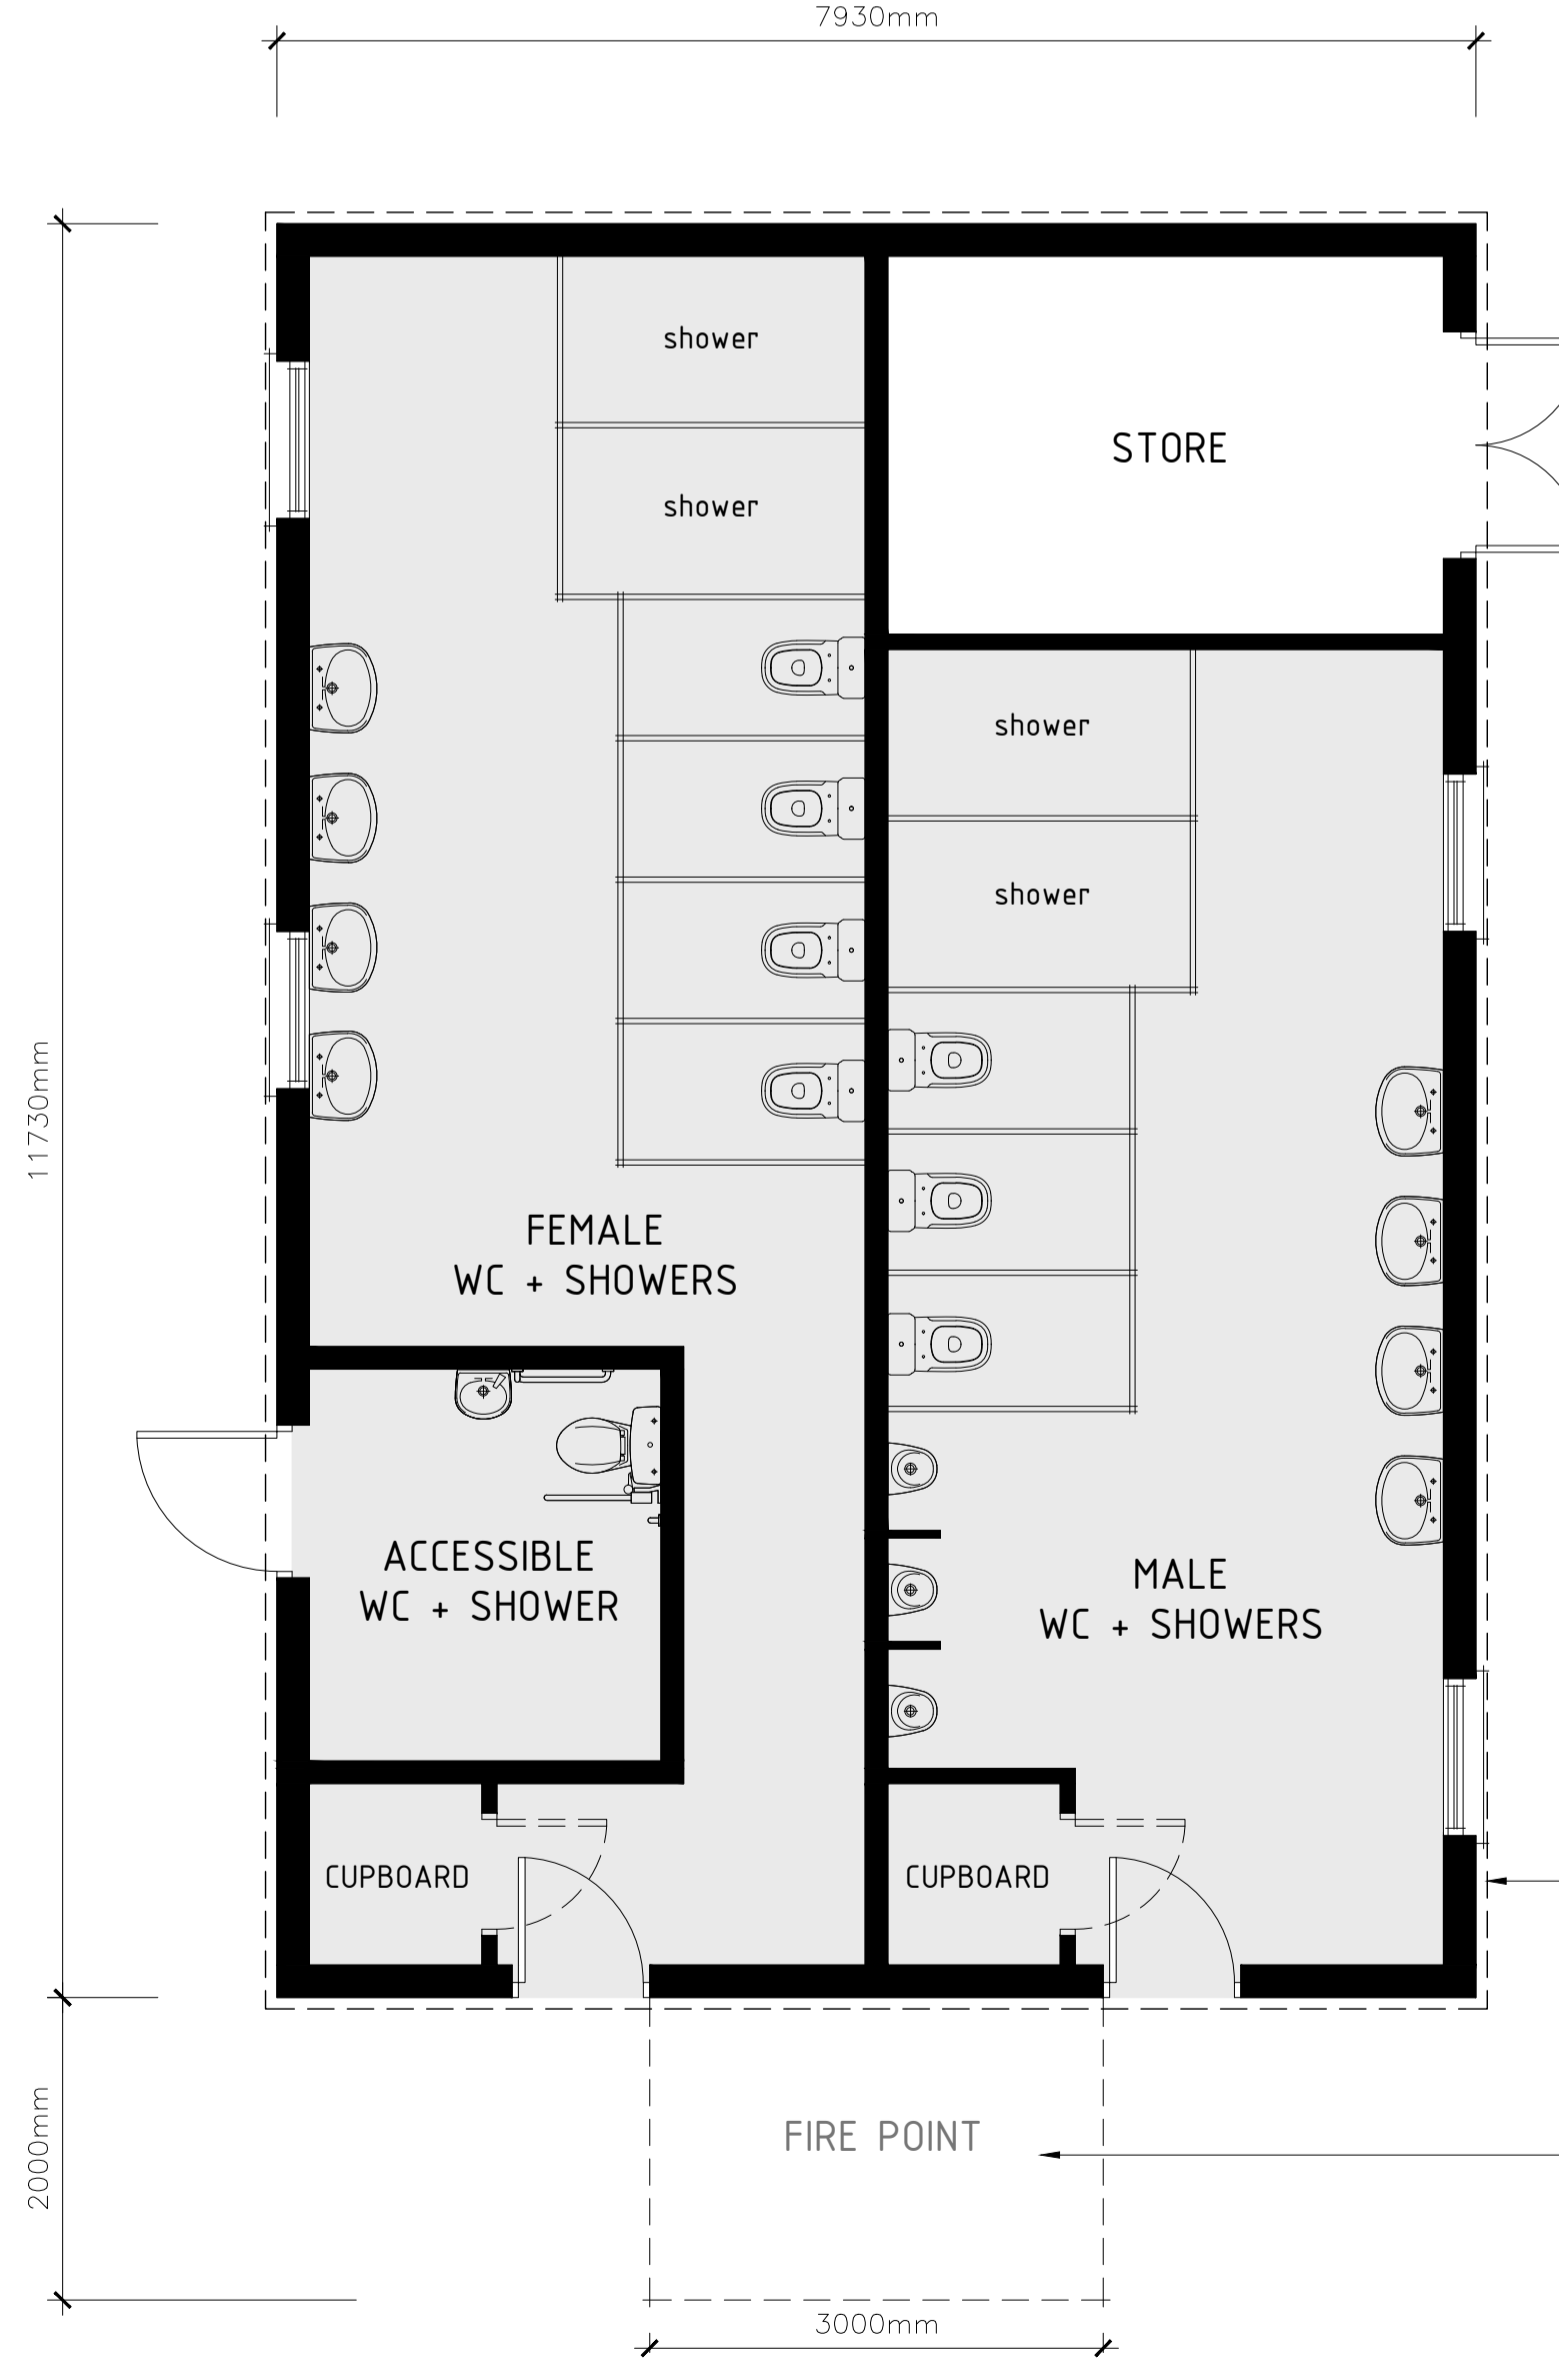 7930mm
shower
STORE
shower
shower
shower
11730mm
FEMALE
WC + SHOWERS
ACCESSIBLE
WC + SHOWER
MALE
WC + SHOWERS
CUPBOARD
CUPBOARD
2000mm
FIRE POINT
3000mm